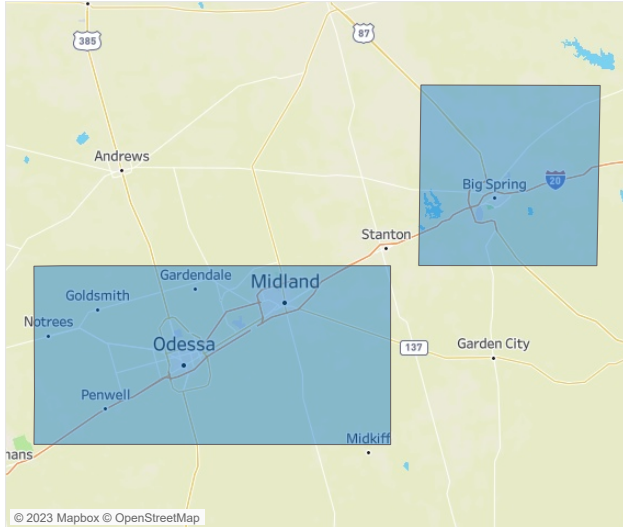 385
87
Andrews
Big Spring
20
Stanton
Gardendale
Midland
Goldsmith
Notrees
Odessa
137
Garden City
Penwell
Midkiff
hans
© 2023 Mapbox © OpenStreetMap